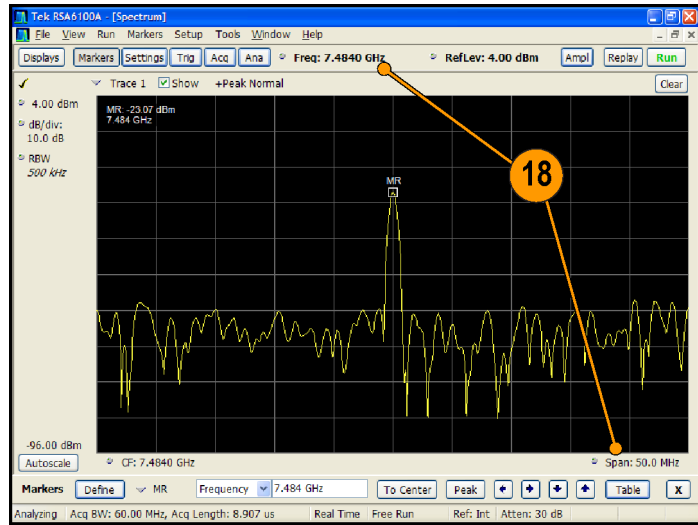 Tek RSA6100A - [Spectrum]
File View Run Markers Setup Tools Window Help
Displays Markers Settings Trig Acq Ana Freq: 7.4840 GHz RefLev: 4.00 dBm Ampl Replay Run
Trace 1 Show +Peak Normal Clear
4.00 dBm
dB/div:
10.0 dB
RBW
500 kHz
MR: -23.07 dBm
7.484 GHz
MR
18
-96.00 dBm
Autoscale CF: 7.4840 GHz Span: 50.0 MHz
Markers Define MR Frequency 7.484 GHz To Center Peak Table X
Analyzing Acq BW: 60.00 MHz, Acq Length: 8.907 us Real Time Free Run Ref: Int Atten: 30 dB